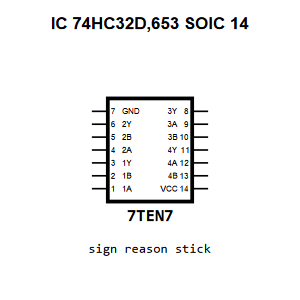 IC 74HC32D,653 SOIC 14
7 GND 3Y 8
6 2Y 3A 9
5 2B 3B 10
4 2A 4Y 11
3 1Y 4A 12
2 1B 4B 13
1 1A VCC 14
7TEN7
sign reason stick